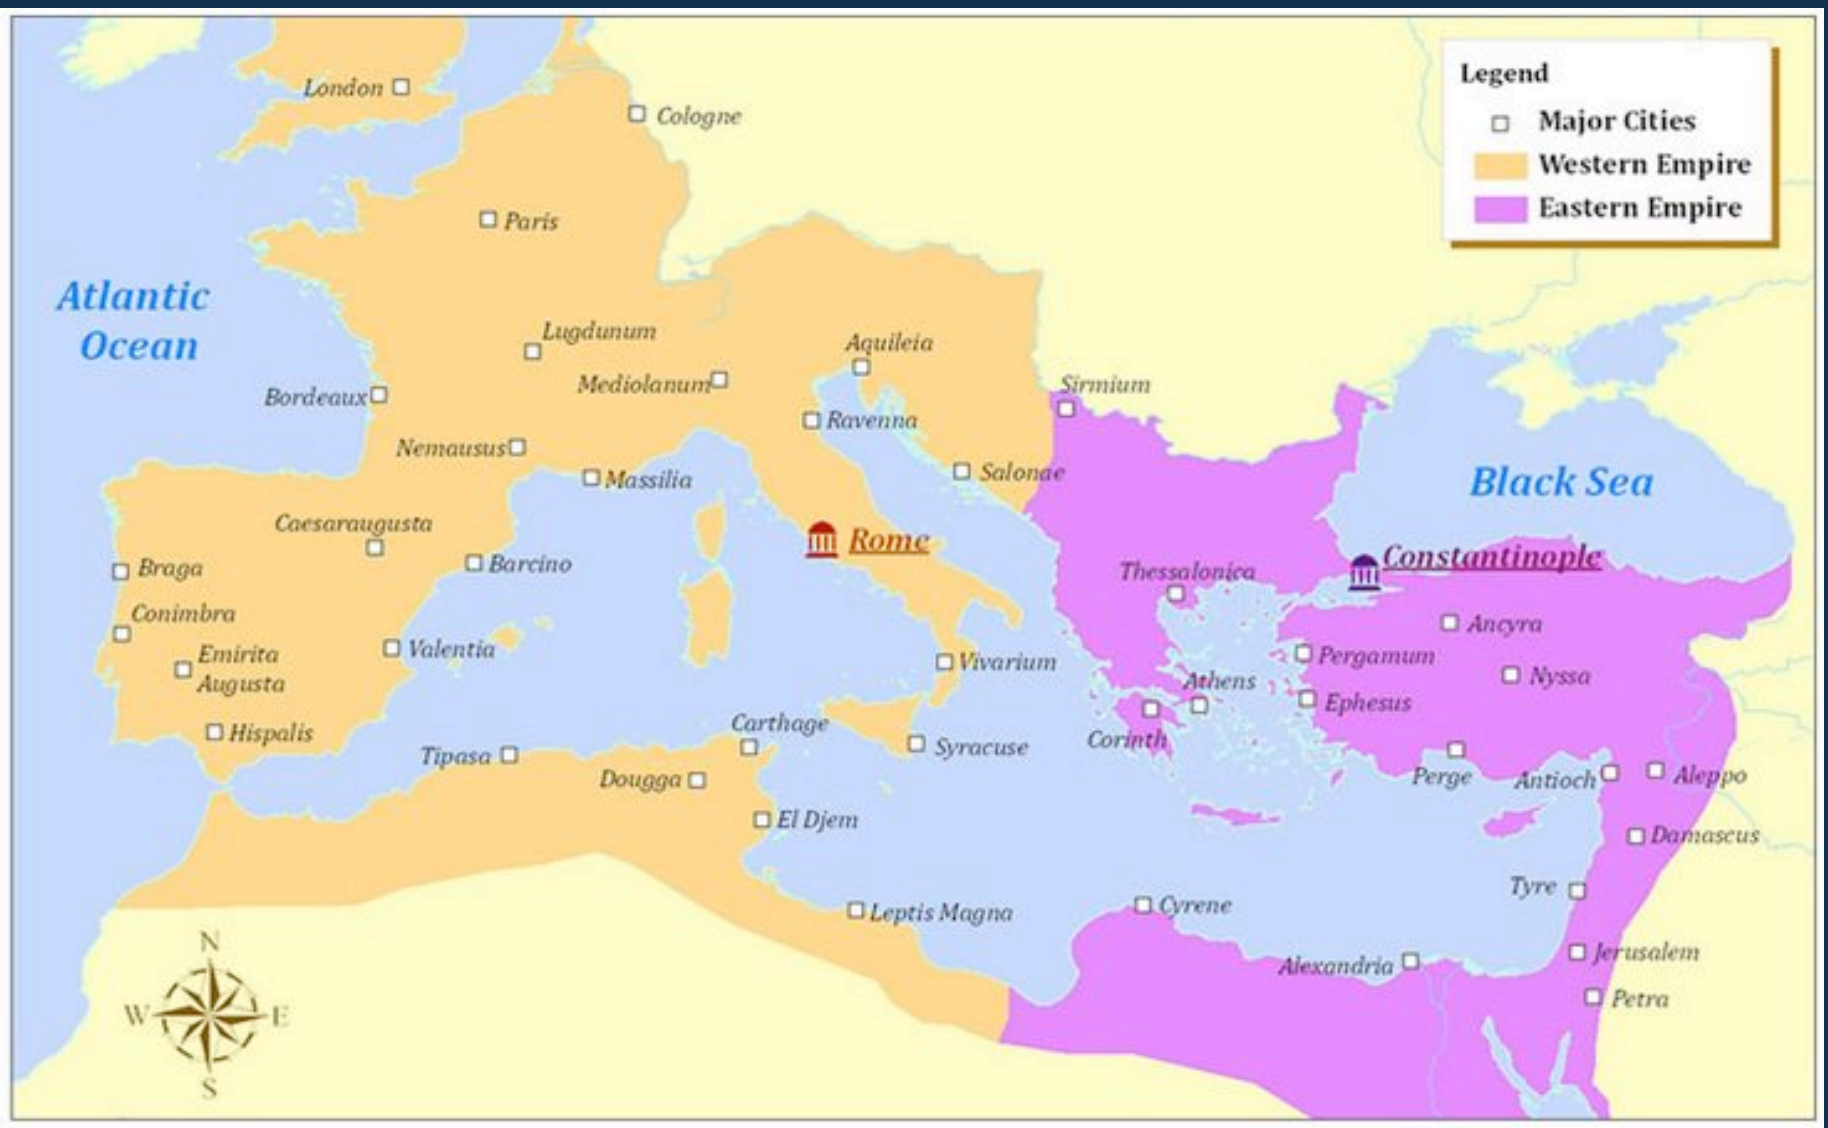 Legend
Major Cities
Western Empire
Eastern Empire
London
Cologne
Paris
Atlantic
Ocean
Lugdunum
Aquileia
Mediolanum
Bordeaux
Sirmium
Ravenna
Nemausus
Massilia
Salonae
Black Sea
Caesaraugusta
Rome
Constantinople
Braga
Barcino
Thessalonica
Conimbra
Ancyra
Emirita
Augusta
Valentia
Vivarium
Pergamum
Nyssa
Athens
Ephesus
Hispalis
Carthage
Corinth
Syracuse
Tipasa
Dougga
Perge
Antioch
Aleppo
El Djem
Damascus
Tyre
Leptis Magna
Cyrene
Jerusalem
Alexandria
Petra
N
W
E
S